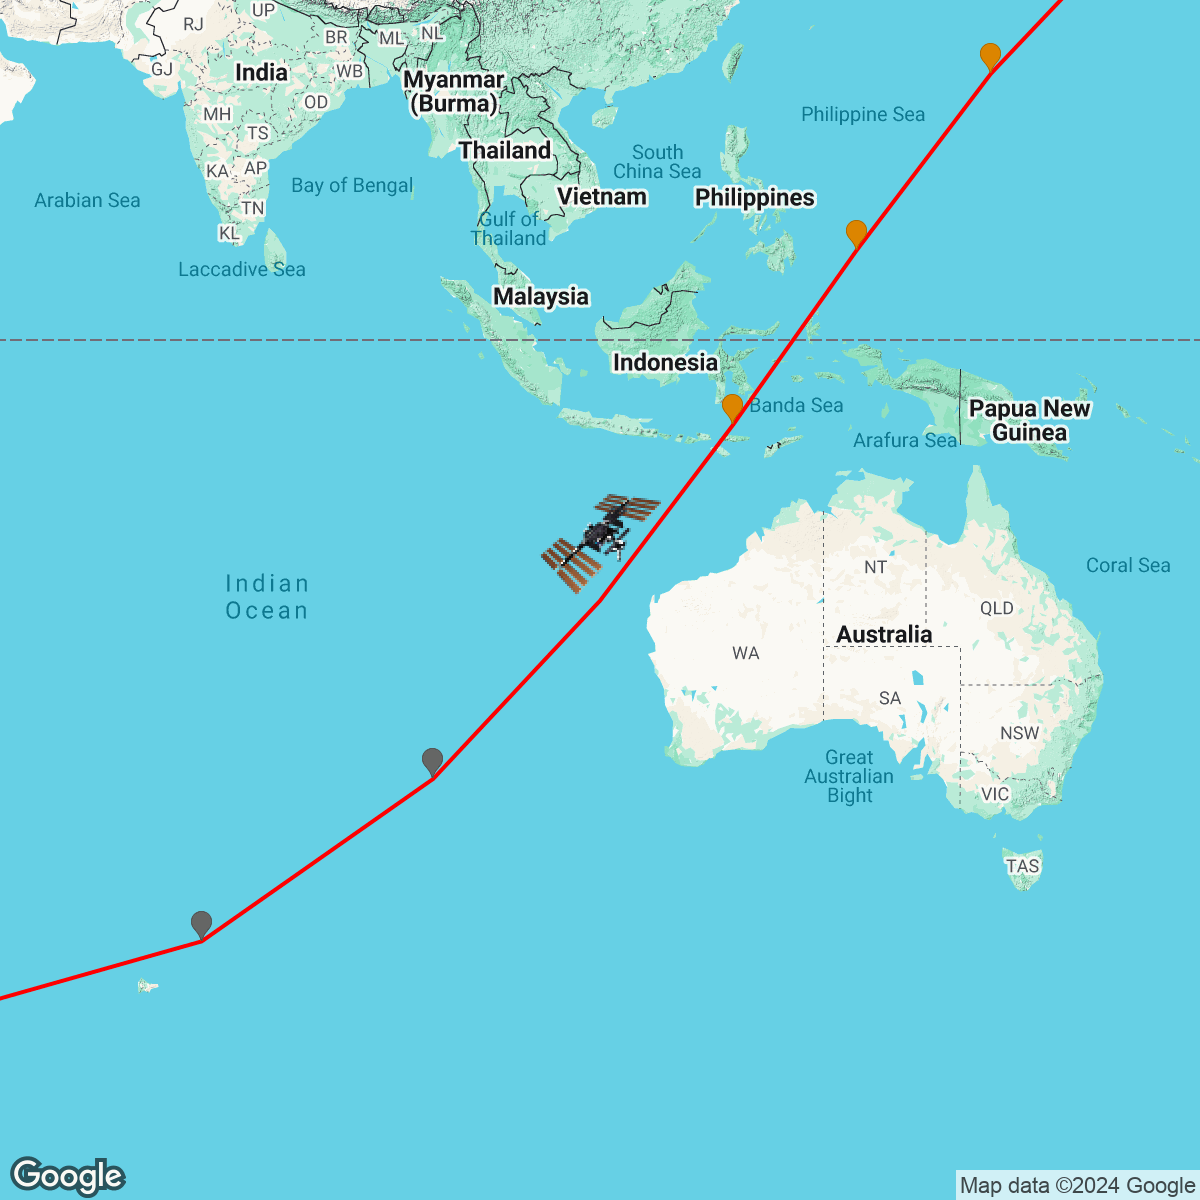 UP
RJ
BR
ML
NL
GJ
India
WB
Myanmar
(Burma)
OD
MH
TS
Philippine Sea
Thailand
South
China Sea
KA
AP
Bay of Bengal
Arabian Sea
Vietnam
Philippines
TN
Gulf of
Thailand
KL
Laccadive Sea
Malaysia
Indonesia
Banda Sea
Papua New
Guinea
Arafura Sea
Indian
Ocean
NT
Coral Sea
QLD
Australia
WA
SA
NSW
Great
Australian
Bight
VIC
TAS
Google
Map data ©2024 Google